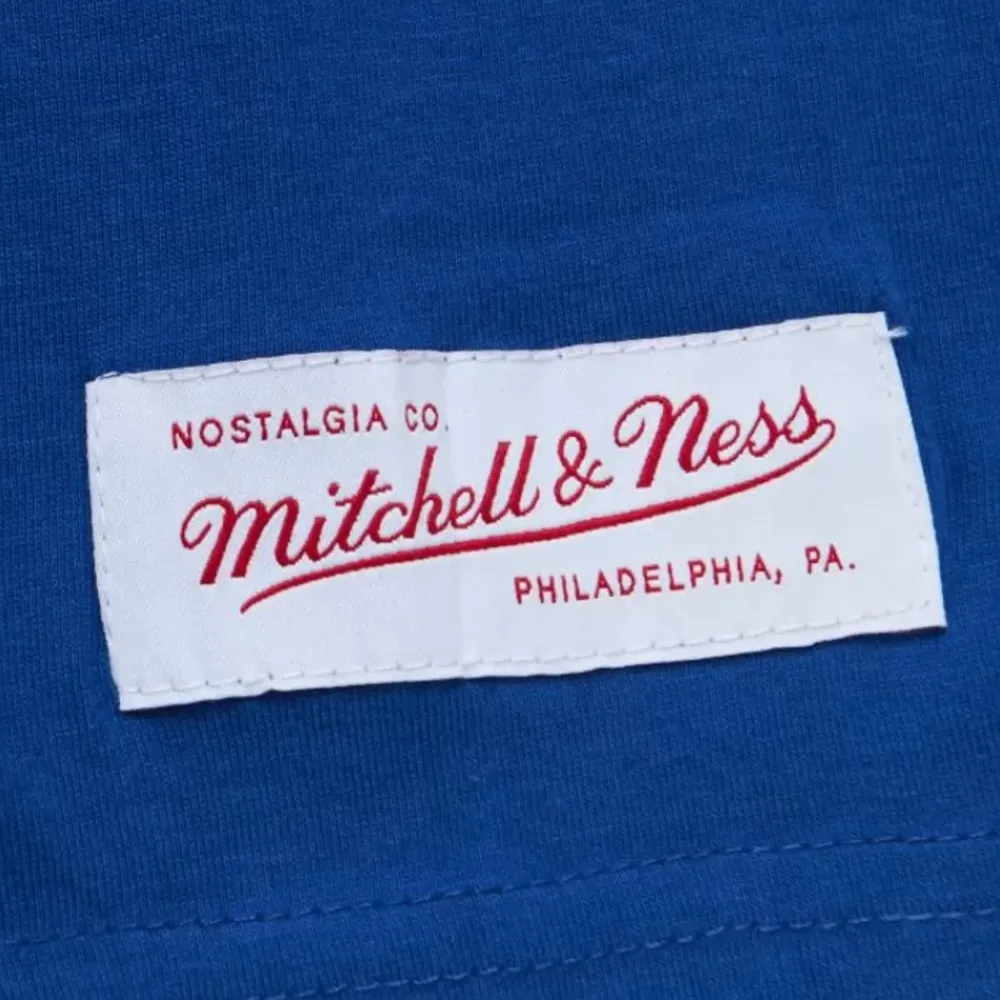 NOSTALGIA CO.
Mitchell & Ness
PHILADELPHIA, PA.